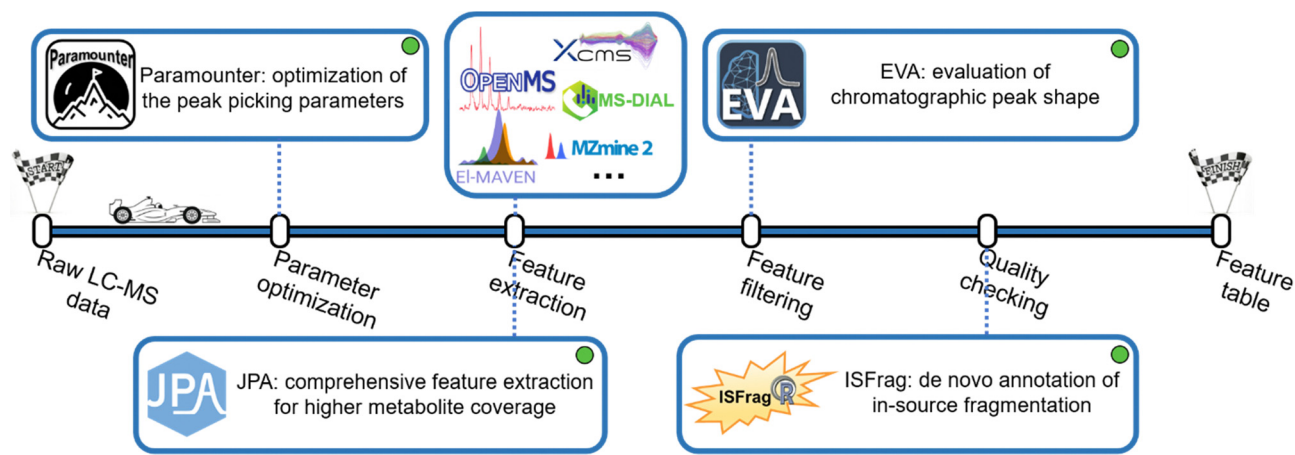 Paramounter
Paramounter: optimization of
the peak picking parameters
Xcms
OPENMS
MS-DIAL
MZmine 2
El-MAVEN
...
EVA
EVA: evaluation of
chromatographic peak shape
START
FINISH
Raw LC-MS
data
Parameter
optimization
Feature
extraction
Feature
filtering
Quality
checking
Feature
table
JPA
JPA: comprehensive feature extraction
for higher metabolite coverage
ISFrag R
ISFrag: de novo annotation of
in-source fragmentation